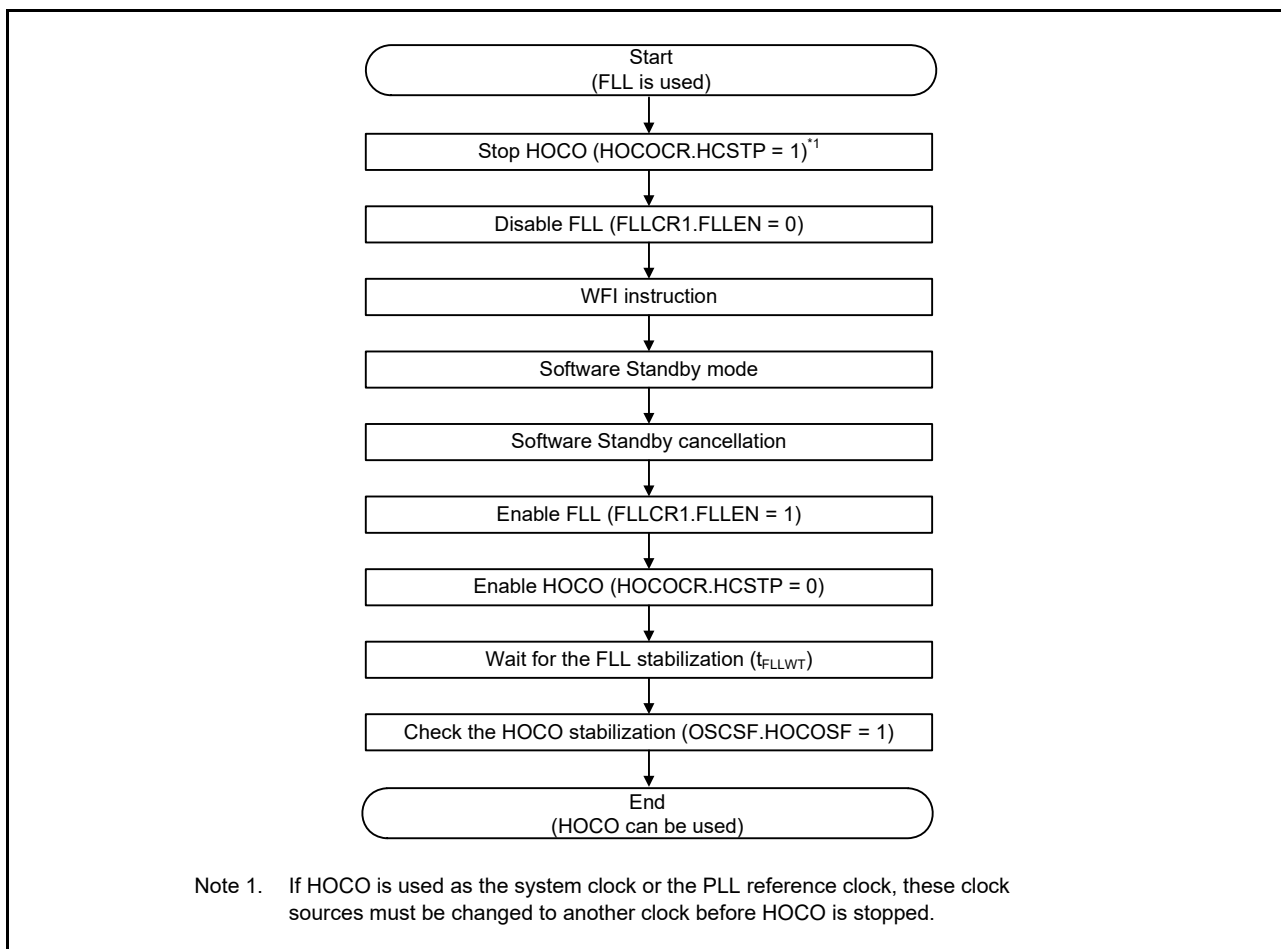 Start
(FLL is used)
Stop HOCO (HOCOCR.HCSTP = 1)*1
Disable FLL (FLLCR1.FLLEN = 0)
WFI instruction
Software Standby mode
Software Standby cancellation
Enable FLL (FLLCR1.FLLEN = 1)
Enable HOCO (HOCOCR.HCSTP = 0)
Wait for the FLL stabilization (tFLLWT)
Check the HOCO stabilization (OSCSF.HOCOSF = 1)
End
(HOCO can be used)
Note 1. If HOCO is used as the system clock or the PLL reference clock, these clock
sources must be changed to another clock before HOCO is stopped.